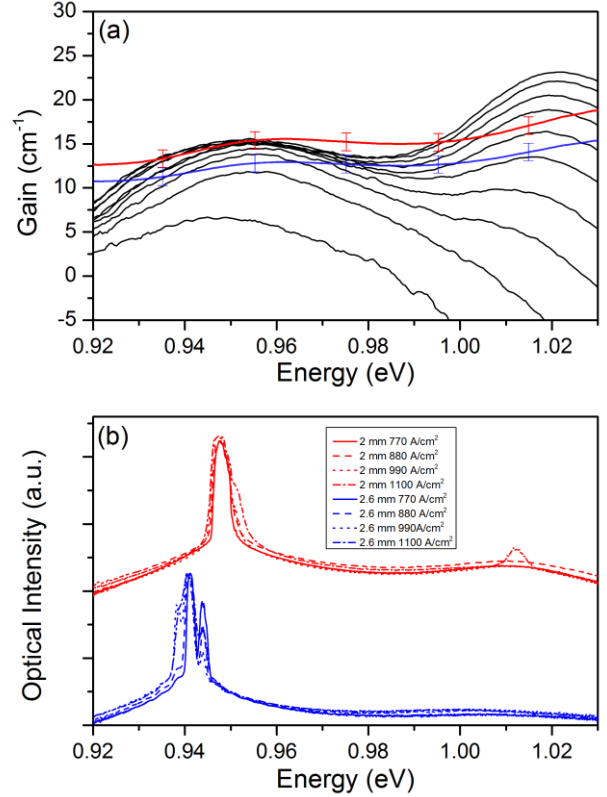 (a)
30
25
20
15
10
5
0
-5
Gain (cm⁻¹)
0.92 0.94 0.96 0.98 1.00 1.02
Energy (eV)
(b)
2 mm 770 A/cm²
2 mm 880 A/cm²
2 mm 990 A/cm²
2 mm 1100 A/cm²
2.6 mm 770 A/cm²
2.6 mm 880 A/cm²
2.6 mm 990A/cm²
2.6 mm 1100 A/cm²
Optical Intensity (a.u.)
0.92 0.94 0.96 0.98 1.00 1.02
Energy (eV)